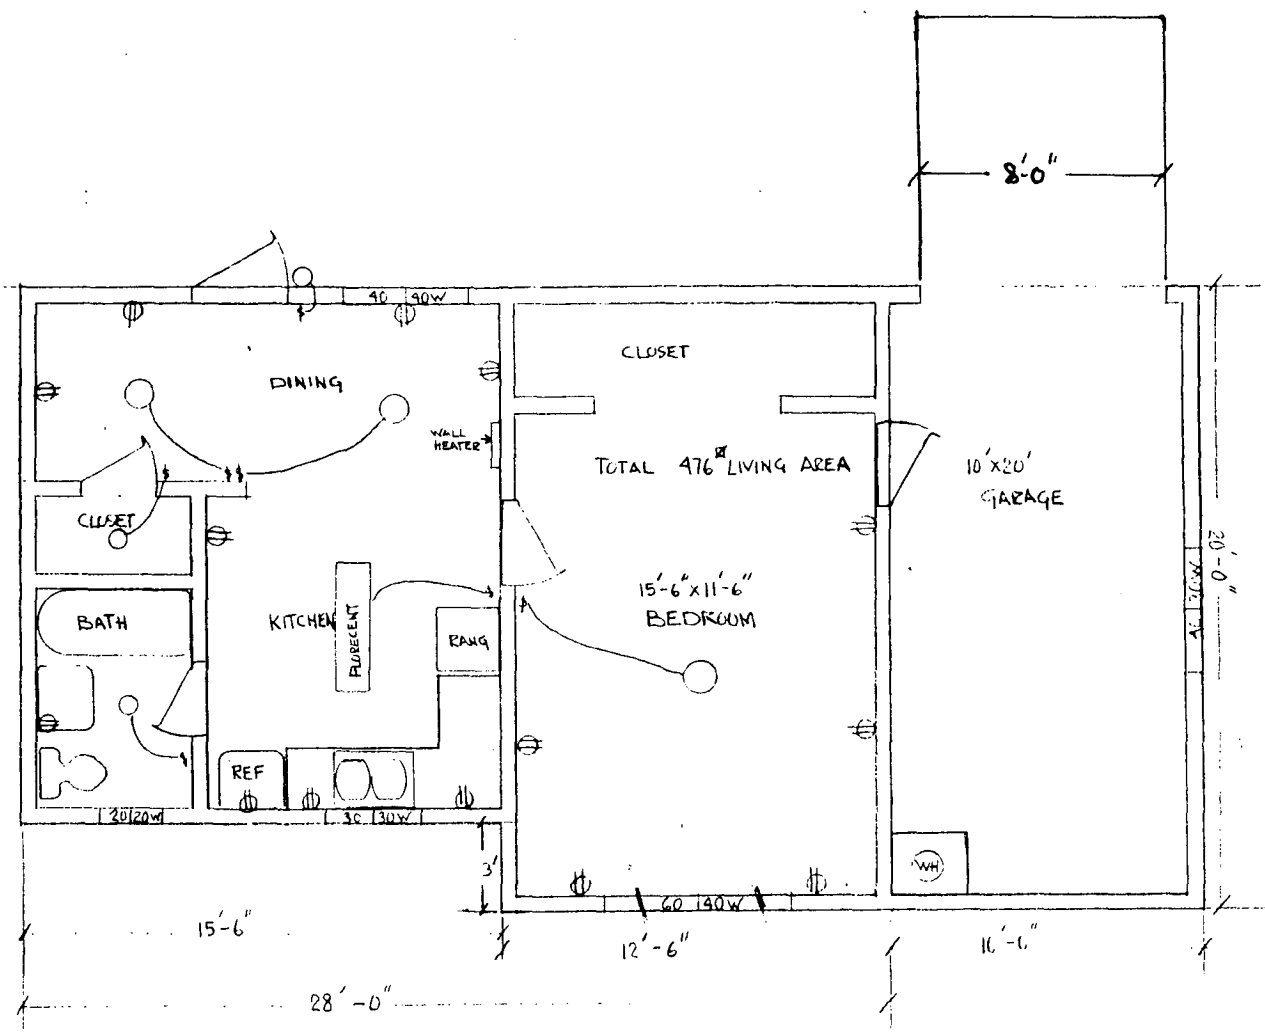 8'-0"
40 40W
DINING
CLOSET
WALL
HEATER
TOTAL 476 LIVING AREA
10'X20'
GARAGE
CLOSET
20'-0"
15'-6"X11'-6"
BEDROOM
BATH
KITCHEN
FLORECENT
RANG
REF
WH
20 20W
30 30W
3'
60 40W
15'-6"
12'-6"
28'-0"